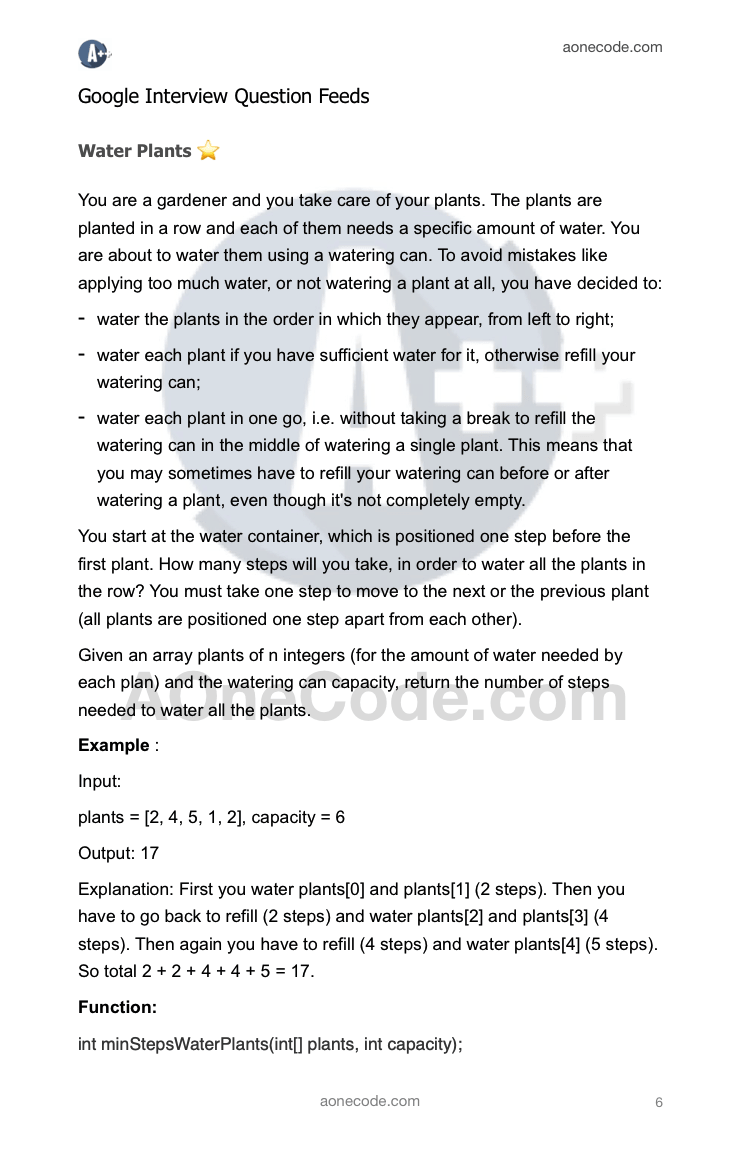 A++
aonecode.com
Google Interview Question Feeds
Water Plants ⭐
You are a gardener and you take care of your plants. The plants are
planted in a row and each of them needs a specific amount of water. You
are about to water them using a watering can. To avoid mistakes like
applying too much water, or not watering a plant at all, you have decided to:
- water the plants in the order in which they appear, from left to right;
- water each plant if you have sufficient water for it, otherwise refill your
watering can;
- water each plant in one go, i.e. without taking a break to refill the
watering can in the middle of watering a single plant. This means that
you may sometimes have to refill your watering can before or after
watering a plant, even though it's not completely empty.
You start at the water container, which is positioned one step before the
first plant. How many steps will you take, in order to water all the plants in
the row? You must take one step to move to the next or the previous plant
(all plants are positioned one step apart from each other).
Given an array plants of n integers (for the amount of water needed by
each plan) and the watering can capacity, return the number of steps
needed to water all the plants.
A++
AOneCode.com
Example :
Input:
plants = [2, 4, 5, 1, 2], capacity = 6
Output: 17
Explanation: First you water plants[0] and plants[1] (2 steps). Then you
have to go back to refill (2 steps) and water plants[2] and plants[3] (4
steps). Then again you have to refill (4 steps) and water plants[4] (5 steps).
So total 2 + 2 + 4 + 4 + 5 = 17.
Function:
int minStepsWaterPlants(int[] plants, int capacity);
aonecode.com
6